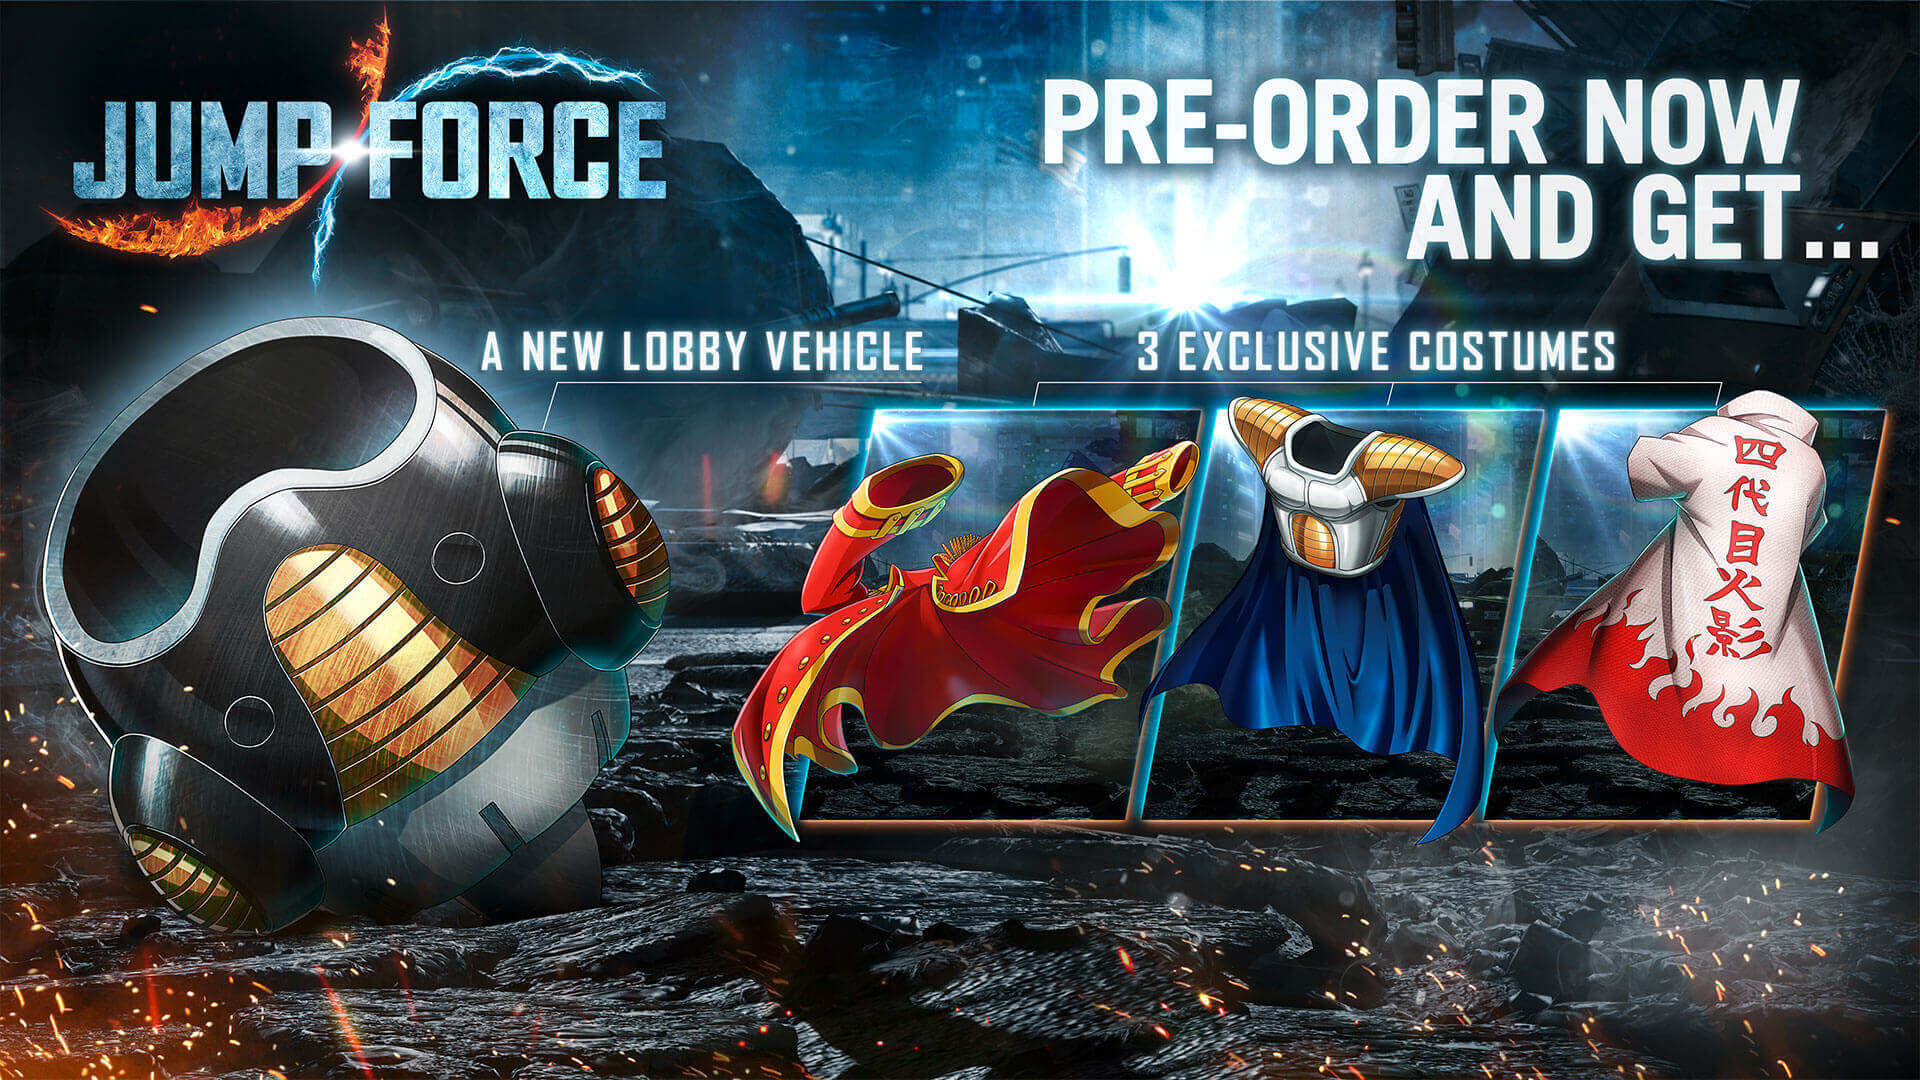 JUMP FORCE
PRE-ORDER NOW
AND GET...
A NEW LOBBY VEHICLE
3 EXCLUSIVE COSTUMES
四代目火影